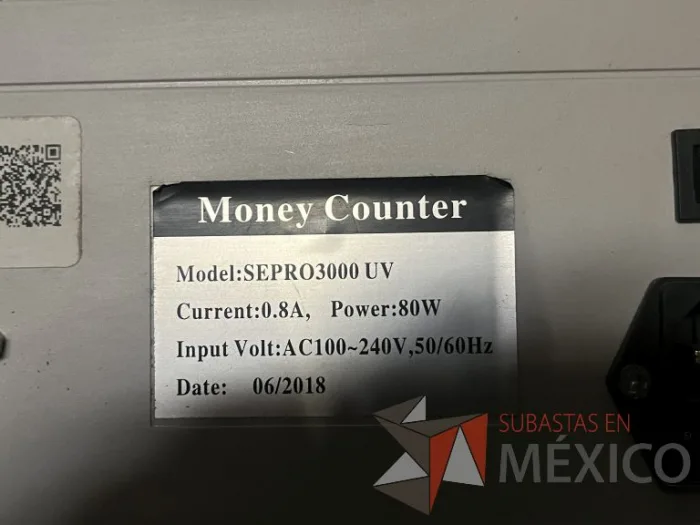 Money Counter
Model:SEPRO3000 UV
Current:0.8A, Power:80W
Input Volt:AC100~240V,50/60Hz
Date: 06/2018
SUBASTAS EN
MÉXICO